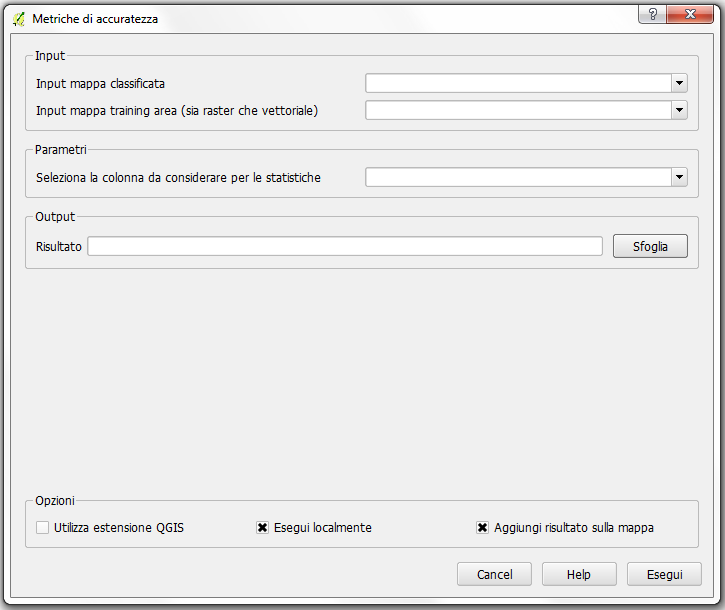 Metriche di accuratezza
?
Input
Input mappa classificata
Input mappa training area (sia raster che vettoriale)
Parametri
Seleziona la colonna da considerare per le statistiche
Output
Risultato
Sfoglia
Opzioni
Utilizza estensione QGIS
Esegui localmente
Aggiungi risultato sulla mappa
Cancel
Help
Esegui